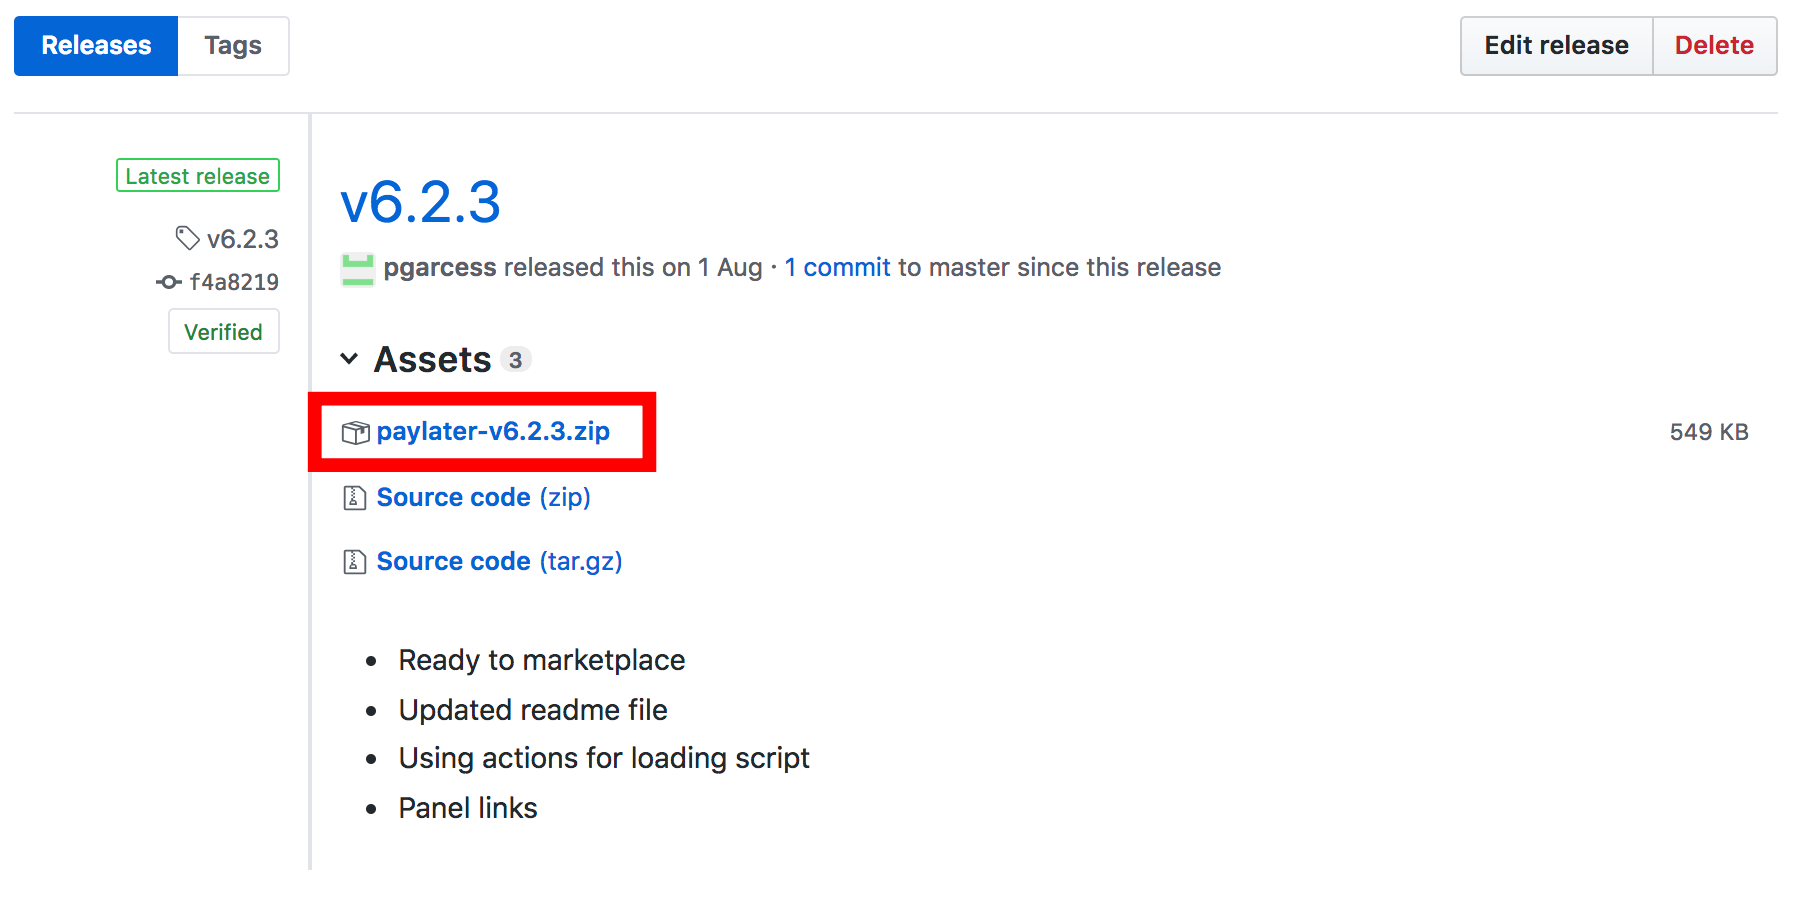 Releases Tags Edit release Delete
Latest release
v6.2.3
f4a8219
Verified
v6.2.3
pgarcess released this on 1 Aug · 1 commit to master since this release
Assets 3
paylater-v6.2.3.zip 549 KB
Source code (zip)
Source code (tar.gz)
• Ready to marketplace
• Updated readme file
• Using actions for loading script
• Panel links